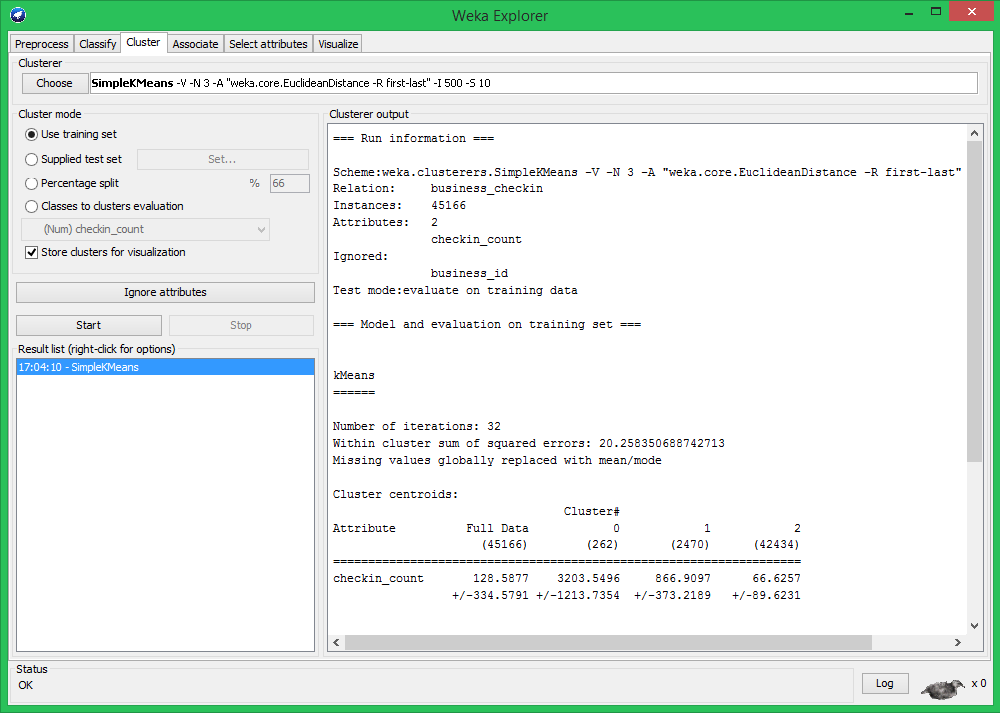 Weka Explorer
Preprocess Classify Cluster Associate Select attributes Visualize
Clusterer
Choose SimpleKMeans -V -N 3 -A "weka.core.EuclideanDistance -R first-last" -I 500 -S 10
Cluster mode
Use training set
Supplied test set Set...
Percentage split % 66
Classes to clusters evaluation
(Num) checkin_count
Store clusters for visualization
Ignore attributes
Start Stop
Result list (right-click for options)
17:04:10 - SimpleKMeans
Clusterer output
=== Run information ===
Scheme:weka.clusterers.SimpleKMeans -V -N 3 -A "weka.core.EuclideanDistance -R first-last"
Relation: business_checkin
Instances: 45166
Attributes: 2
checkin_count
Ignored:
business_id
Test mode:evaluate on training data
=== Model and evaluation on training set ===
kMeans
======
Number of iterations: 32
Within cluster sum of squared errors: 20.258350688742713
Missing values globally replaced with mean/mode
Cluster centroids:
Cluster#
Attribute Full Data 0 1 2
(45166) (262) (2470) (42434)
===================================================================
checkin_count 128.5877 3203.5496 866.9097 66.6257
+/-334.5791 +/-1213.7354 +/-373.2189 +/-89.6231
Status
OK
Log x 0